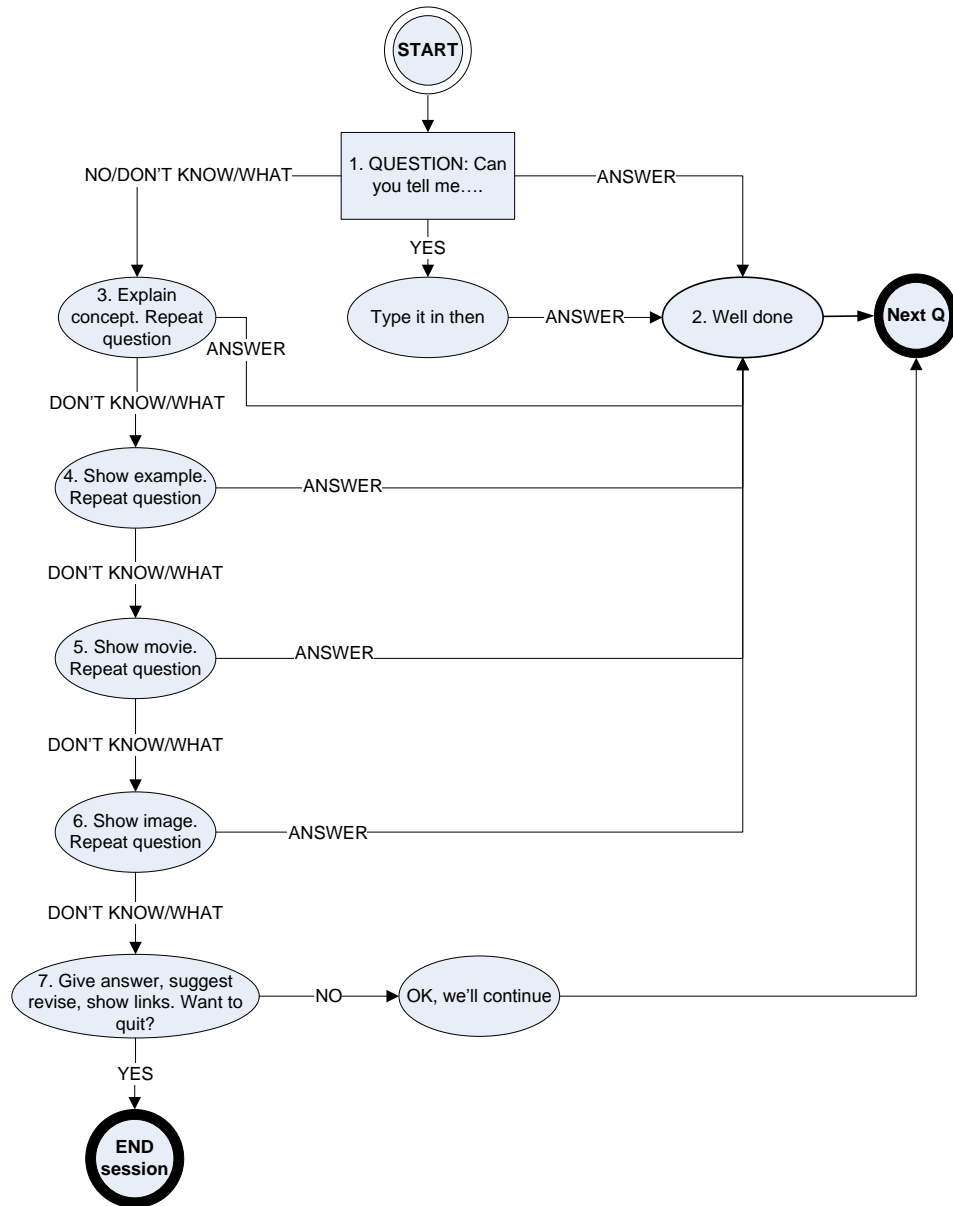 START
1. QUESTION: Can
you tell me....
NO/DON'T KNOW/WHAT
ANSWER
YES
3. Explain
concept. Repeat
question
Type it in then
ANSWER
2. Well done
Next Q
ANSWER
DON'T KNOW/WHAT
4. Show example.
Repeat question
ANSWER
DON'T KNOW/WHAT
5. Show movie.
Repeat question
ANSWER
DON'T KNOW/WHAT
6. Show image.
Repeat question
ANSWER
DON'T KNOW/WHAT
7. Give answer, suggest
revise, show links. Want to
quit?
NO
OK, we'll continue
YES
END
session